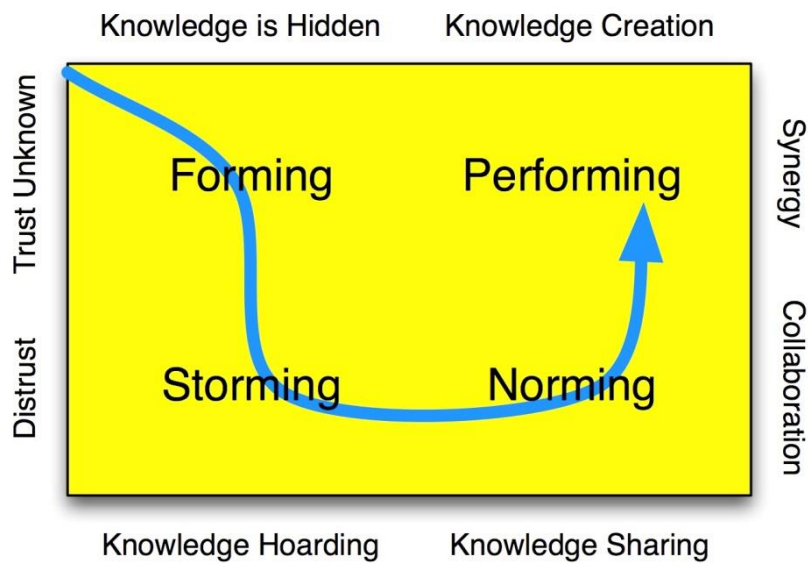 Knowledge is Hidden
Knowledge Creation
Trust Unknown
Forming
Performing
Synergy
Distrust
Storming
Norming
Collaboration
Knowledge Hoarding
Knowledge Sharing